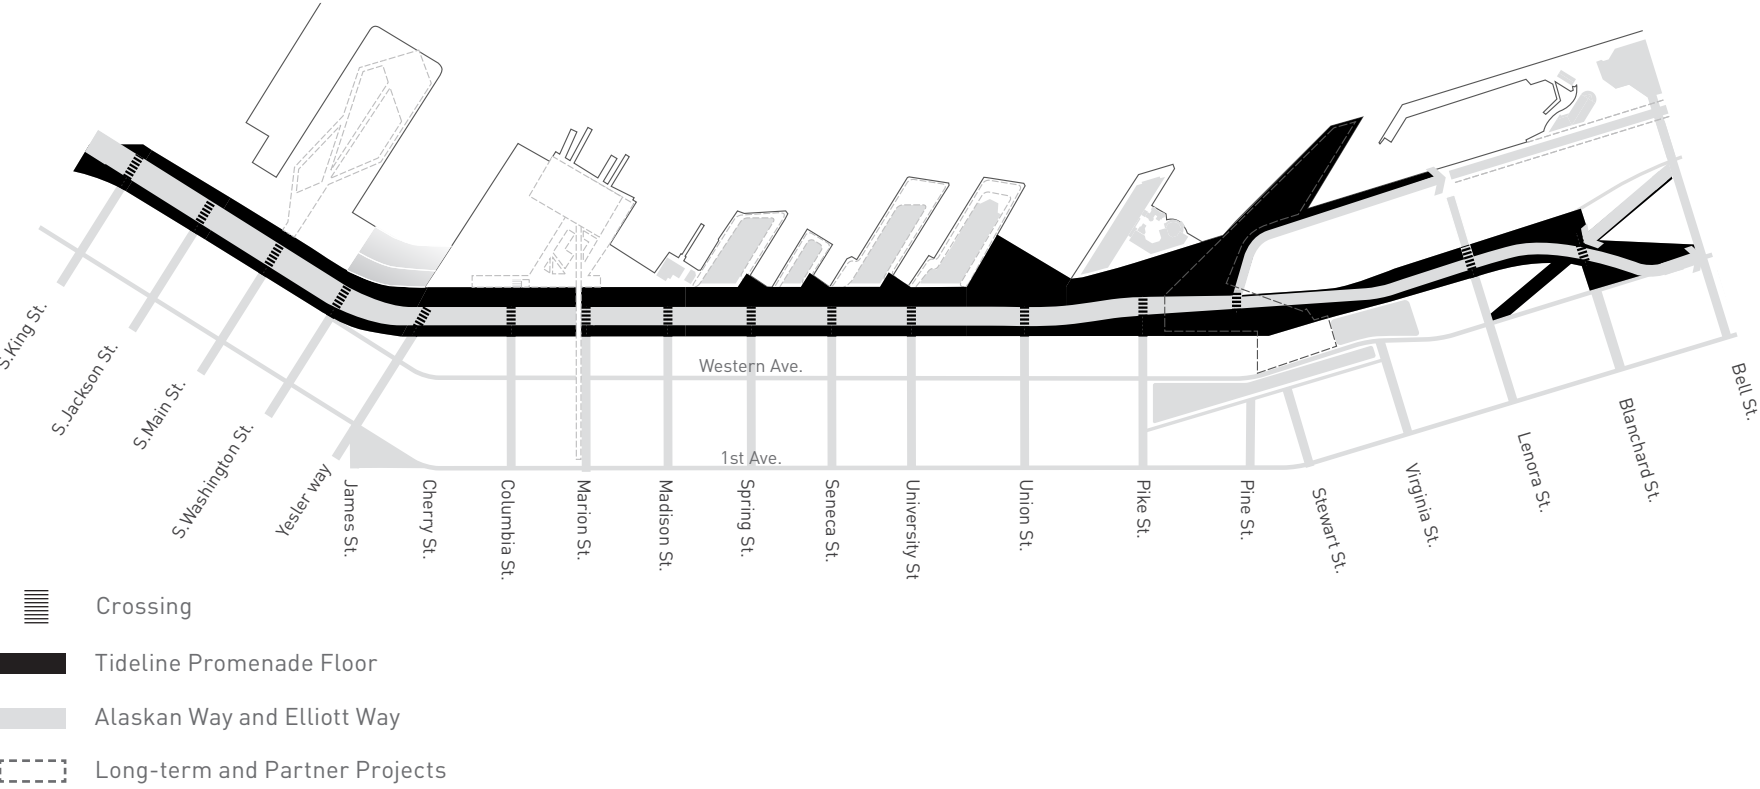 Western Ave.
1st Ave.
S.King St.
S.Jackson St.
S.Main St.
S.Washington St.
Yesler way
James St.
Cherry St.
Columbia St.
Marion St.
Madison St.
Spring St.
Seneca St.
University St
Union St.
Pike St.
Pine St.
Stewart St.
Virginia St.
Lenora St.
Blanchard St.
Bell St.
Crossing
Tideline Promenade Floor
Alaskan Way and Elliott Way
Long-term and Partner Projects